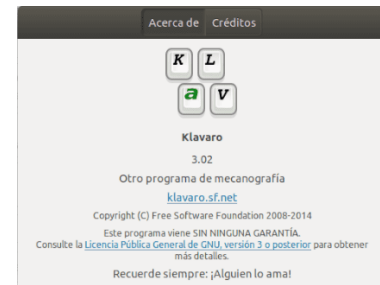 Acerca de Créditos
K L
a V
Klavaro
3.02
Otro programa de mecanografía
klavaro.sf.net
Copyright (C) Free Software Foundation 2008-2014
Este programa viene SIN NINGUNA GARANTÍA.
Consulte la Licencia Pública General de GNU, versión 3 o posterior para obtener
más detalles.
Recuerde siempre: ¡Alguien lo ama!